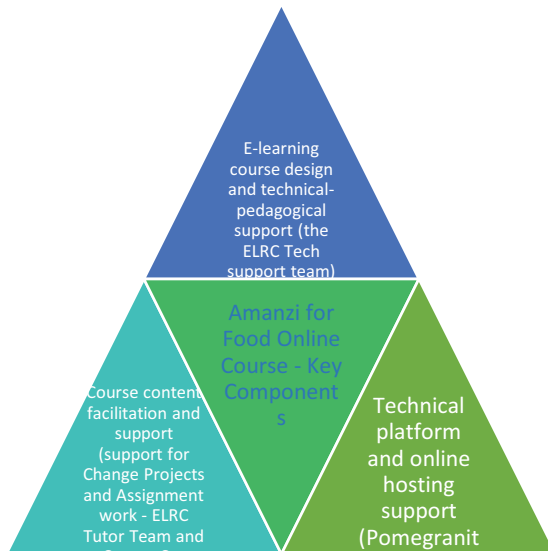 E-learning
course design
and technical-
pedagogical
support (the
ELRC Tech
support team)
Amanzi for
Food Online
Course - Key
Component
s
Course content
facilitation and
support
(support for
Change Projects
and Assignment
work - ELRC
Tutor Team and
Technical
platform
and online
hosting
support
(Pomegranit